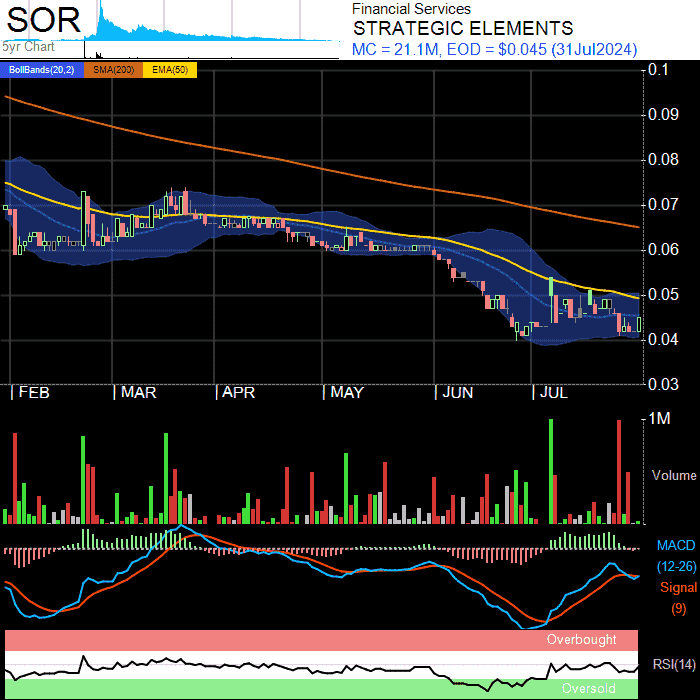 SOR
5yr Chart
Financial Services
STRATEGIC ELEMENTS
MC = 21.1M, EOD = $0.045 (31Jul2024)
BollBands(20,2) SMA(200) EMA(50)
0.1
0.09
0.08
0.07
0.06
0.05
0.04
0.03
FEB MAR APR MAY JUN JUL
1M
Volume
MACD
(12-26)
Signal
(9)
Overbought
RSI(14)
Oversold